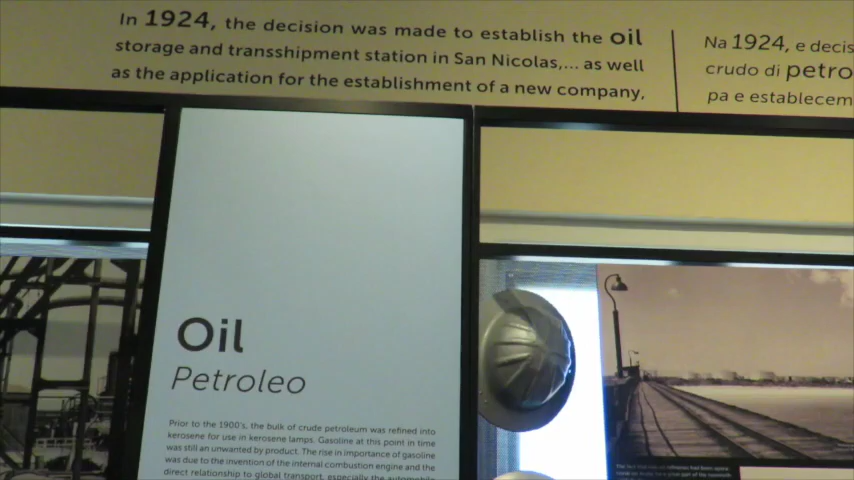 In 1924, the decision was made to establish the oil
storage and transshipment station in San Nicolas,... as well
as the application for the establishment of a new company,
Na 1924, e decis
crudo di petro
pa e establecem
Oil
Petroleo
Prior to the 1900's, the bulk of crude petroleum was refined into
kerosene for use in kerosene lamps. Gasoline at this point in time
was still an unwanted by product. The rise in importance of gasoline
was due to the invention of the internal combustion engine and the
direct relationship to global transport, especially the automobile